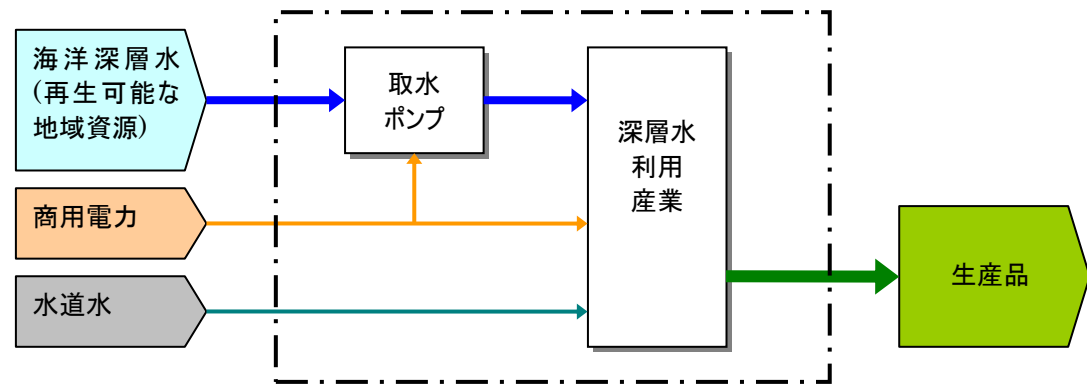 海洋深層水
(再生可能な
地域資源)
取水
ポンプ
深層水
利用
産業
商用電力
生産品
水道水